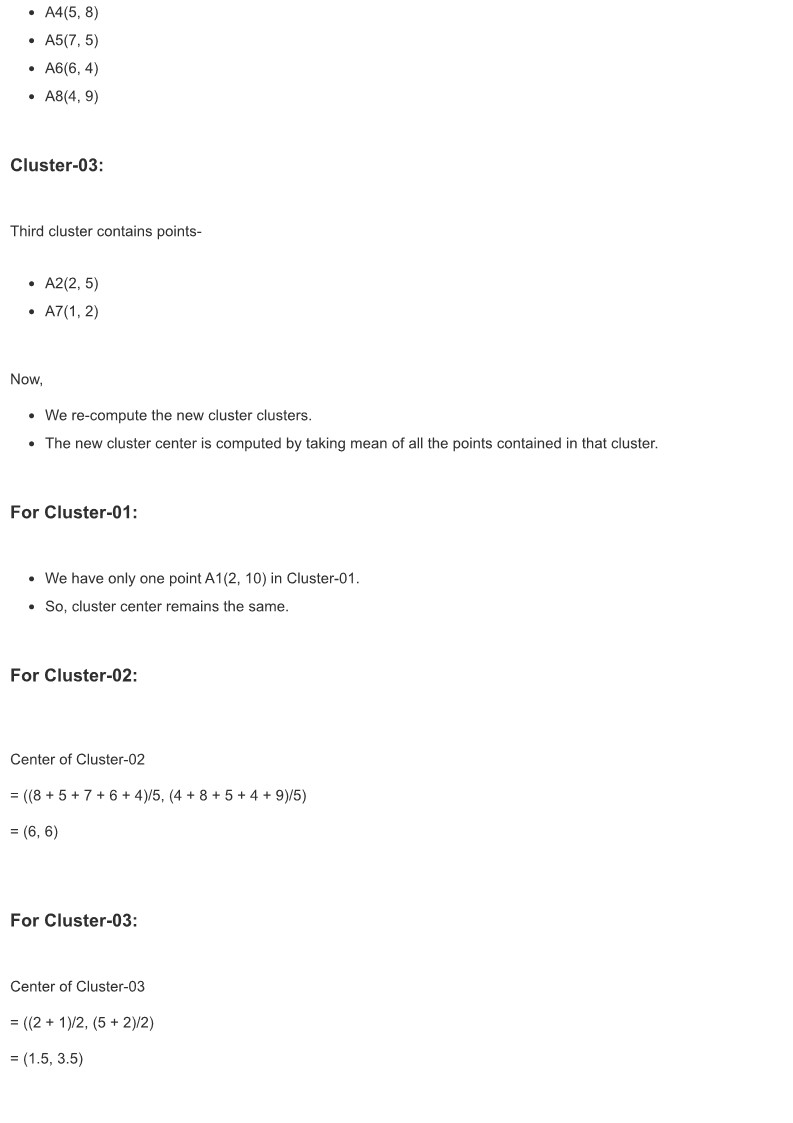 • A4(5, 8)
• A5(7, 5)
• A6(6, 4)
• A8(4, 9)
Cluster-03:
Third cluster contains points-
• A2(2, 5)
• A7(1, 2)
Now,
• We re-compute the new cluster clusters.
• The new cluster center is computed by taking mean of all the points contained in that cluster.
For Cluster-01:
• We have only one point A1(2, 10) in Cluster-01.
• So, cluster center remains the same.
For Cluster-02:
Center of Cluster-02
= ((8 + 5 + 7 + 6 + 4)/5, (4 + 8 + 5 + 4 + 9)/5)
= (6, 6)
For Cluster-03:
Center of Cluster-03
= ((2 + 1)/2, (5 + 2)/2)
= (1.5, 3.5)